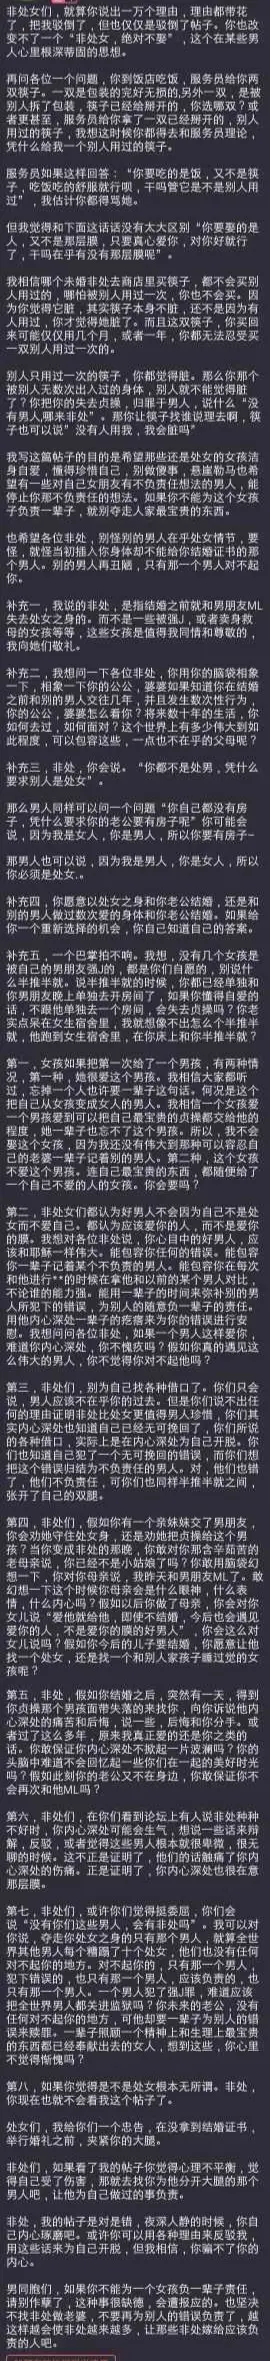 非处女们，就算你说出一万个理由，理由都带花
了，把我驳倒了，但也仅仅是驳倒了帖子。你也改
变不了一个“非处女，绝对不娶”，这个在某些男
人心里根深蒂固的思想。
再问各位一个问题，你到饭店吃饭，服务员给你两
双筷子。一双是包装的完好无损的,另外一双，是被
别人拆了包装，筷子已经给掰开的，你选哪双？或
者更甚至，服务员给你拿了一双已经掰开的，别人
用过的筷子，我想这时候你都得去和服务员理论，
凭什么给我一个别人用过的筷子。
服务员如果这样回答：“你要吃的是饭，又不是筷
子，吃饭吃的舒服就行呗，干吗管它是不是别人用
过”，我估计你都得骂她。
但我觉得和下面这话话没有太大区别“你要娶的是
人，又不是那层膜，只要真心爱你，对你好就行
了，干吗在乎有没有那层膜呢”。
我相信哪个未婚非处去商店里买筷子，都不会买别
人用过的，哪怕被别人用过一次，你也不会买。因
为你觉得它脏，其实筷子本身不脏，还不是因为有
人用过，你才觉得她脏了。而且这双筷子，你买回
来可能仅仅用几个月，或者一年，你都无法忍受买
一双别人用过一次的。
别人只用过一次的筷子，你都觉得脏。那么你那个
被别人无数次出入过的身体，别人就不能觉得脏
了？你把你的失去贞操，归罪于男人，说什么“没
有男人,哪来非处”。那你让筷子找谁说理去啊，筷
子也可以说”没有人用我，我会脏吗”
我写这篇帖子的目的是希望那些还是处女的女孩洁
身自爱，懂得珍惜自己，别做傻事，悬崖勒马也希
望有一些对自己女朋友有不负责任想法的男人，能
停止你那不负责任的想法。如果你不能为这个女孩
子负责一辈子，就别夺走人家最宝贵的东西。
也希望各位非处，别怪别的男人在乎处女情节，要
怪，就怪当初插入你身体却不能给你结婚证书的那
个男人。别的男人再丑陋，只有那一个男人对不起
你。
补充一，我说的非处，是指结婚之前就和男朋友ML
失去处女之身的。而不是一些被强J，或者卖身救
母的女孩等等，这些女孩是值得我同情和尊敬的，
我向她们敬礼。
补充二，我想问一下各位非处，你用你的脑袋相象
一下，相象一下你的公公，婆婆如果知道你在结婚
之前和别的男人交往几年，并且发生数次性行为，
你的公公，婆婆怎么看你？将来数十年的生活，你
如何去过，如何面对？这个世界上有多少伟大到如
此程度，可以包容这些，一点也不在乎的父母呢？
补充三，非处，你会说。“你都不是处男，凭什么
要求别人是处女”。
那么男人同样可以问一个问题“你自己都没有房
子，凭什么要求你的老公要有房子呢”你可能会
说，因为我是女人，你是男人，所以你要有房子~
那男人也可以说，因为我是男人，你是女人，所以
你必须是处女。
补充四，你愿意以处女之身和你老公结婚，还是和
别的男人做过数次爱的身体和你老公结婚。如果给
你一个重新选择的机会，你自己知道自己的答案。
补充五，一个巴掌拍不响。我想，没有几个女孩是
被自己的男朋友强J的，都是你们自愿的，别说什
么半推半就。说半推半就的时候，你都已经单独和
你男朋友晚上单独去开房间了，如果你懂得自爱的
话，不跟他单独去一个房间，会失去贞操吗？你老
实点呆在女生宿舍里，我就想像不出怎么个半推半
就，他跑到女生宿舍里，在你床上和你半推半就？
第一，女孩如果把第一次给了一个男孩，有两种情
况，第一种，她很爱这个男孩。我相信大家都听
过，忘掉一个人也许要一辈子这句话。何况是这个
把自己从女孩变成女人的男人。我相信一个女孩爱
一个男孩爱到可以把自己最宝贵的贞操都交给他的
程度，她一辈子也忘不了这个男孩。所以，我不会
娶这个女孩，因为我还没有伟大到那种可以容忍自
己的老婆一辈子记着别的男人。第二种，这个女孩
不爱这个男孩。连自己最宝贵的东西，都随便给了
一个自己不爱的人的女孩。你会要吗？
第二，非处女们都认为好男人不会因为自己不是处
女而不爱自己。都认为应该爱你的人，而不是爱你
的膜。我想对各位非处说，你心目中的好男人，应
该和耶稣一样伟大。能包容你任何的错误。能包容
你一辈子记着某个不负责的男人。能包容你在每次
和他进行**的时候在拿他和以前的某个男人对比，
不论谁的能力强。能用一辈子的时间来弥补别的男
人所犯下的错误，为别人的随意负一辈子的责任。
用他内心深处一辈子的疙瘩来为你的错误进行安
慰。我想问问各位非处，如果一个男人这样爱你，
难道你内心深处，你不愧疚吗？假如你真的遇见这
么伟大的男人，你不觉得你对不起他吗？
第三，非处们，别为自己找各种借口了。你们只会
说，男人应该不在乎你的过去。但是你们说不出任
何的理由证明非处比处女更值得男人珍惜，你们其
实内心深处也知道自己已经无可挽回了，你们所说
的各种借口，实际上是在内心深处为自己开脱。你
们也知道自己犯了一个无可挽回的错误，而你们想
把这个错误归结为不负责任的男人。对，他们也错
了，他们不负责任，可你们也同样半推半就之间，
张开了自己的双腿。
第四，非处们，假如你有一个亲妹妹交了男朋友，
你会劝她守住处女身，还是劝她把贞操给这个男
孩？当你变成非处的那晚，你敢对你那含辛茹苦的
老母亲说，你已经不是小姑娘了吗？你敢用脑袋幻
想一下，你对你母亲说，我昨天和男朋友ML了。敢
幻想一下这个时候你母亲会是什么眼神，什么表
情，什么内心吗？假如以后你做了母亲，你会对你
女儿说“爱他就给他，即使不结婚，今后也会遇见
爱你的人，不是爱你的膜的好男人”，你会这么对
女儿说吗？假如你今后的儿子要结婚，你愿意让他
找一个处女，还是找一个和别人家孩子睡过觉的女
孩呢？
第五，非处，假如你结婚之后，突然有一天，得到
你贞操那个男孩面带失落的来找你，向你诉说他内
心深处的痛苦和后悔，说一些，后悔和你分手。或
者过了这么多年，原来我真正爱的还是你之类的
话。你敢保证你内心深处不掀起一片波澜吗？你的
头脑中难道不会回忆起一些你们在一起的美好时光
吗？假如此刻你的老公又不在身边，你敢保证你不
会再次和他ML吗？
第六，非处们，在你们看到论坛上有人说非处种种
不好时，你内心深处可能会生气，想说一些话来辩
解，反驳，或者觉得这些男人根本就很卑微，很无
聊的时候。这不正是证明了，他们的话触痛了你内
心深处的伤痛。正是证明了，你内心深处也很在意
那层膜。
第七，非处们，或许你们觉得挺委屈，你们会
说“没有你们这些男人，会有非处吗”。我可以对
你说，夺走你处女之身的只有那个男人，就算全世
界其他男人每个糟蹋了十个处女，他们也没有任何
对不起你的地方。对不起你的，只有那一个男人，
犯下错误的，也只有那一个男人，应该负责的，也
只有那一个男人。一个男人犯了强J罪，难道应该
把全世界男人都关进监狱吗？你未来的老公，没有
任何对不起你的地方，可他却要一辈子为别人的错
误来赎罪。一辈子照顾一个精神上和生理上最宝贵
的东西都已经奉献出去的女人，想到这些，你心里
不觉得惭愧吗？
第八，如果你觉得是不是处女根本无所谓。非处，
你现在也就不会看我这个帖子了。
处女们，我给你们一个忠告，在没拿到结婚证书，
举行婚礼之前，夹紧你的大腿。
非处们，如果看了我的帖子你觉得心理不平衡，觉
得自己受了伤害，那就去找你为他分开大腿的那个
男人吧，让他为自己做过的事负责。
非处，我的帖子是对是错，夜深人静的时候，你自
己内心琢磨吧。或许你可以用各种理由来反驳我，
用这些话来为自己开脱，但我相信，你骗不了你的
内心。
男同胞们，如果你不能为一个女孩负一辈子责任，
请别作孽了，这种事很缺德，会遭报应的。也坚决
不找非处做老婆，不要再为别人的错误负责了，越
这样越会使非处越来越多，让那些非处嫁给应该负
责的人吧。